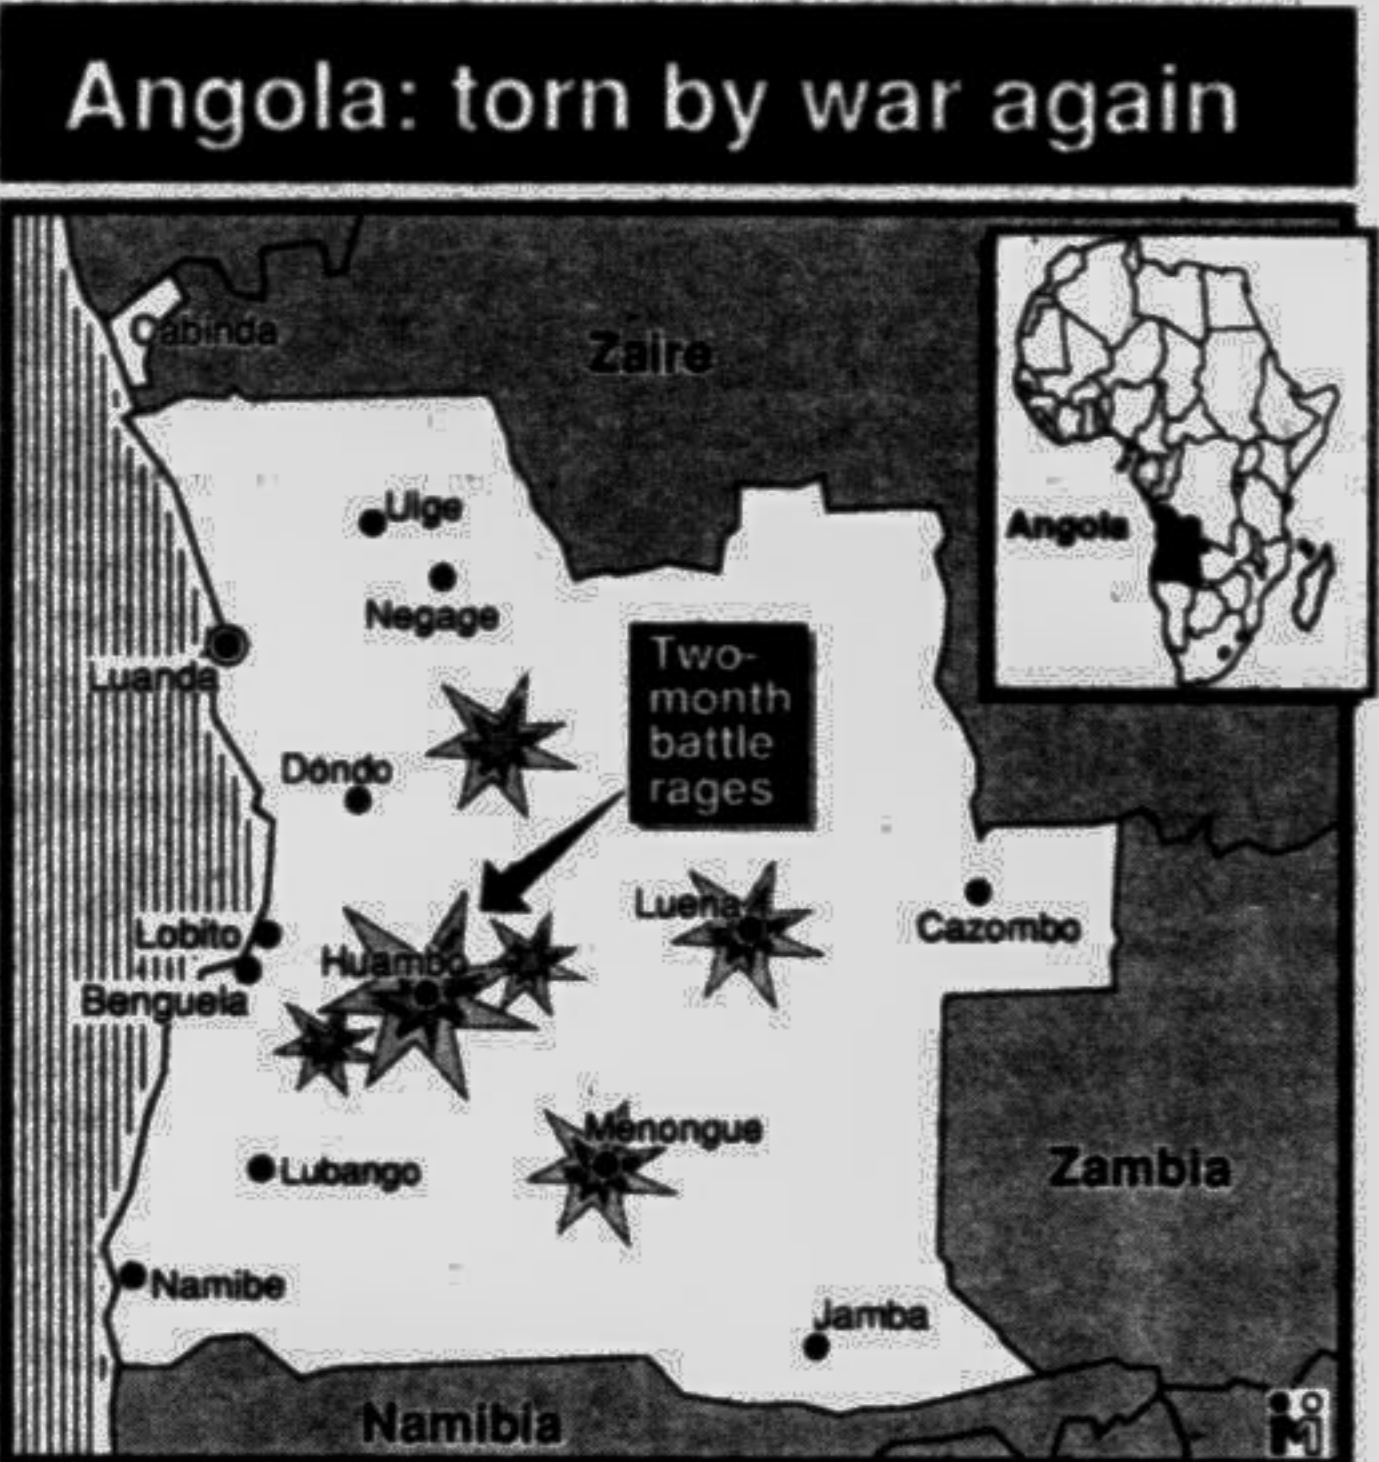 Angola: torn by war again
Cabinda
Zaire
Angola
Uige
Negage
Luanda
Two-
month
battle
rages
Dondo
Luena
Cazombo
Lobito
Huambo
Benguela
Menongue
Lubango
Zambia
Namibe
Jamba
Namibia
M